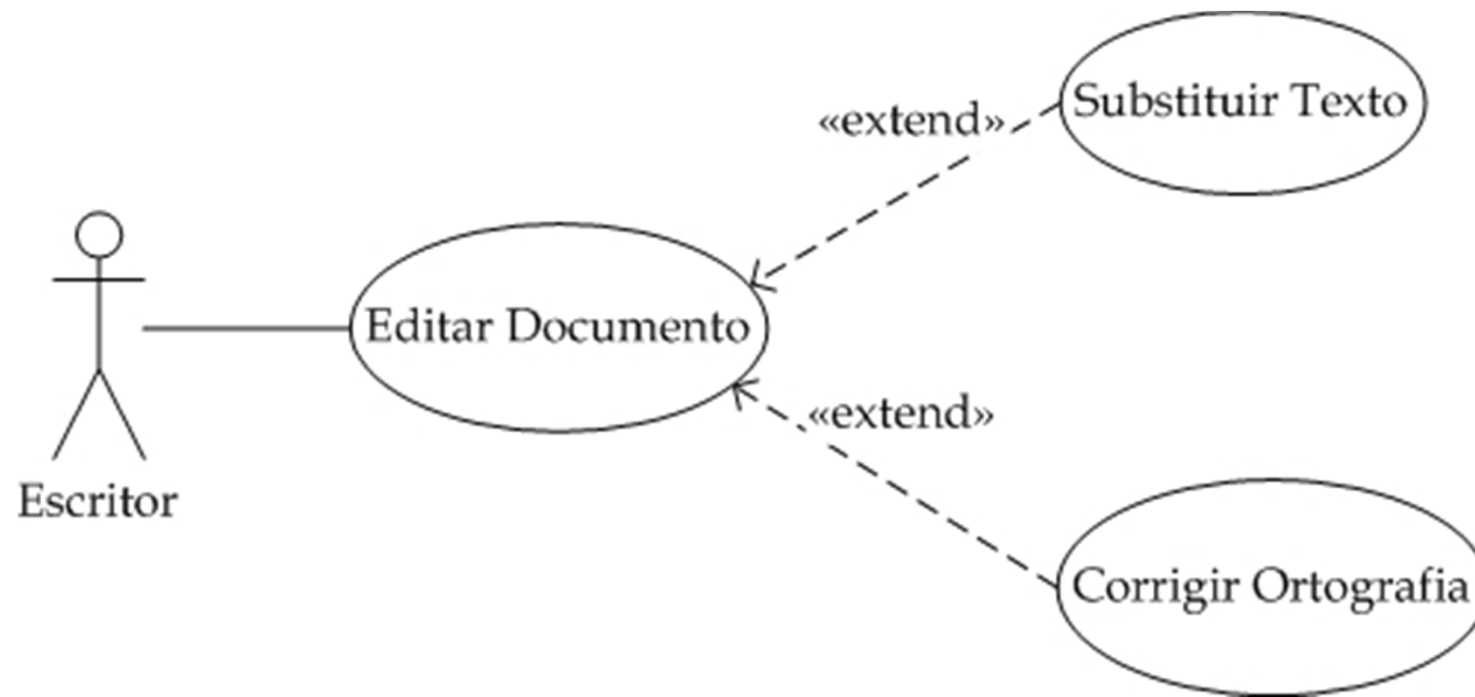 Substituir Texto
«extend»
Editar Documento
«extend»
Escritor
Corrigir Ortografia